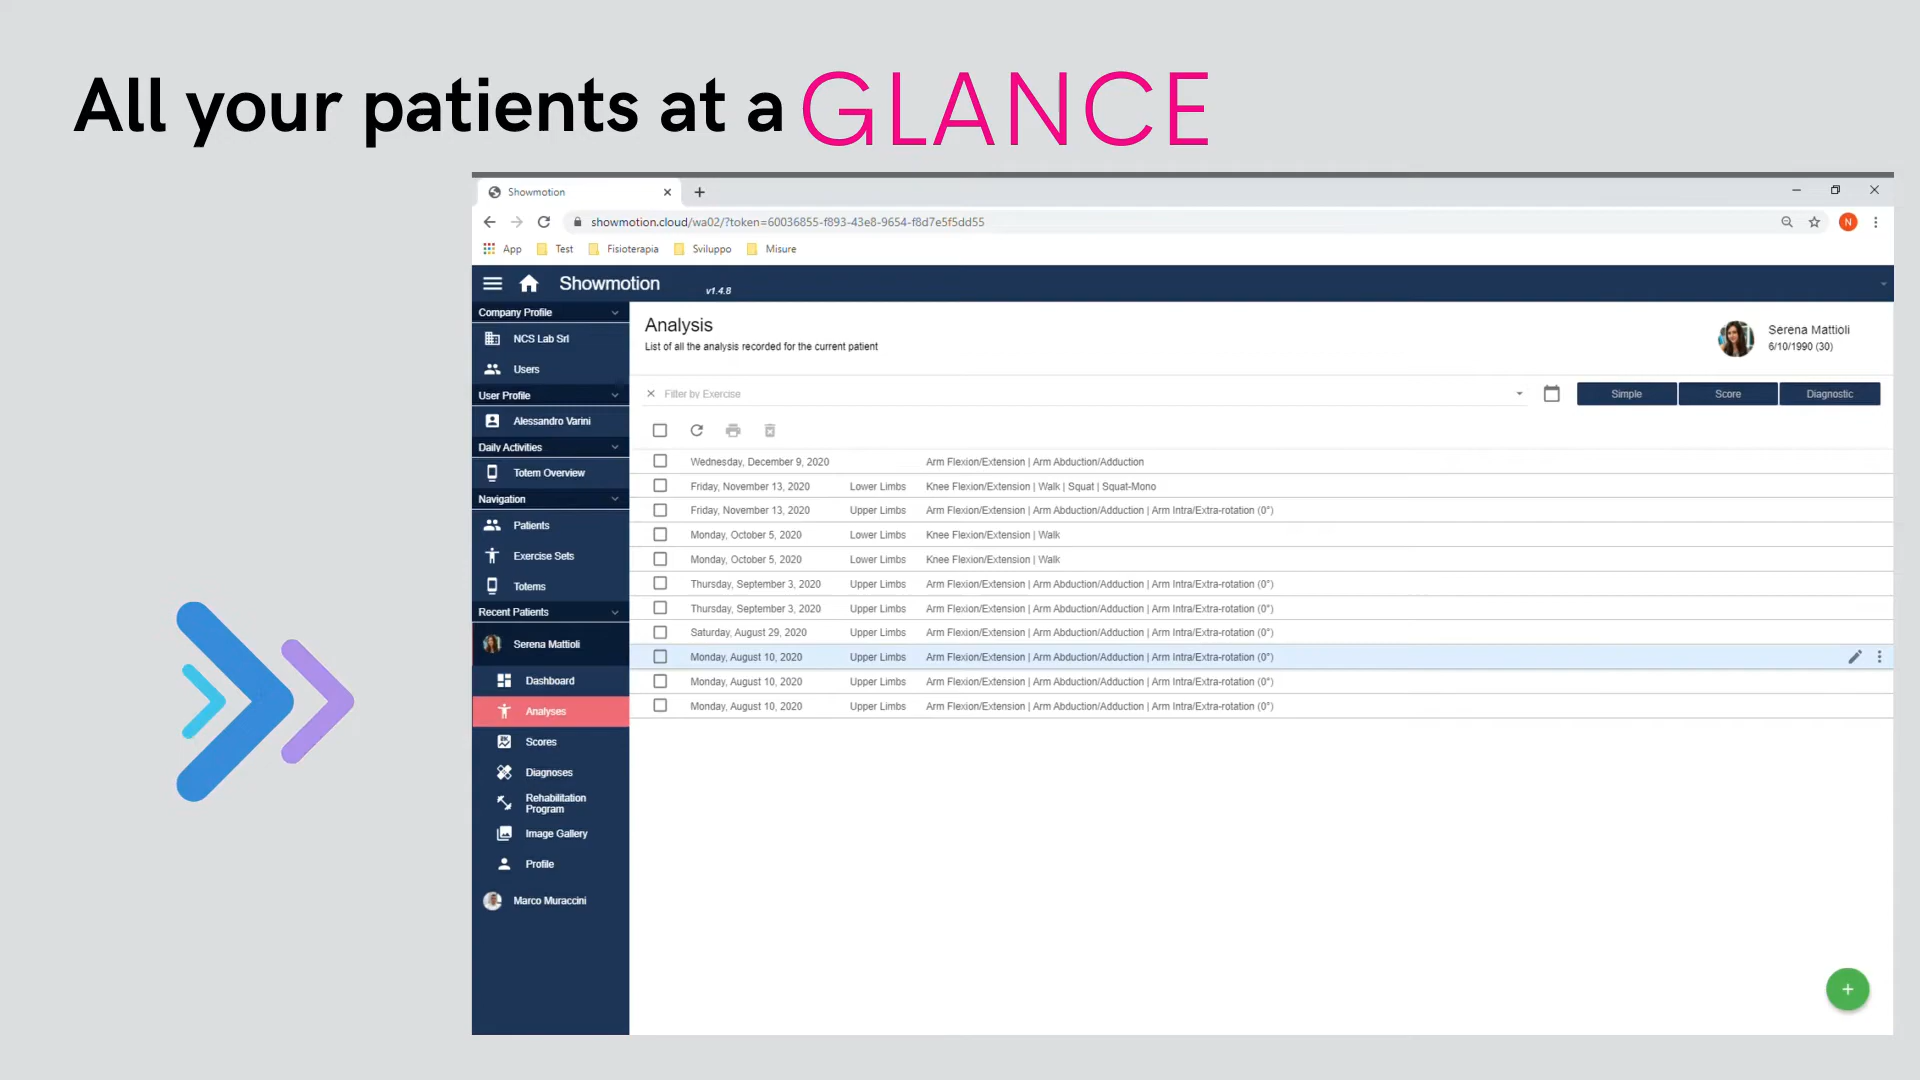 All your patients at a GLANCE
Showmotion
showmotion.cloud/wa02/?token=60036855-f893-43e8-9654-f8d7e5f5dd55
N
App Test Fisioterapia Sviluppo Misure
Showmotion v1.4.8
Company Profile
NCS Lab Srl
Users
User Profile
Alessandro Varini
Daily Activities
Totem Overview
Navigation
Patients
Exercise Sets
Totems
Recent Patients
Serena Mattioli
Dashboard
Analyses
Scores
Diagnoses
Rehabilitation
Program
Image Gallery
Profile
Marco Muraccini
Analysis
List of all the analysis recorded for the current patient
Serena Mattioli
6/10/1990 (30)
Filter by Exercise
Simple Score Diagnostic
Wednesday, December 9, 2020 Arm Flexion/Extension | Arm Abduction/Adduction
Friday, November 13, 2020 Lower Limbs Knee Flexion/Extension | Walk | Squat | Squat-Mono
Friday, November 13, 2020 Upper Limbs Arm Flexion/Extension | Arm Abduction/Adduction | Arm Intra/Extra-rotation (0°)
Monday, October 5, 2020 Lower Limbs Knee Flexion/Extension | Walk
Monday, October 5, 2020 Lower Limbs Knee Flexion/Extension | Walk
Thursday, September 3, 2020 Upper Limbs Arm Flexion/Extension | Arm Abduction/Adduction | Arm Intra/Extra-rotation (0°)
Thursday, September 3, 2020 Upper Limbs Arm Flexion/Extension | Arm Abduction/Adduction | Arm Intra/Extra-rotation (0°)
Saturday, August 29, 2020 Upper Limbs Arm Flexion/Extension | Arm Abduction/Adduction | Arm Intra/Extra-rotation (0°)
Monday, August 10, 2020 Upper Limbs Arm Flexion/Extension | Arm Abduction/Adduction | Arm Intra/Extra-rotation (0°)
Monday, August 10, 2020 Upper Limbs Arm Flexion/Extension | Arm Abduction/Adduction | Arm Intra/Extra-rotation (0°)
Monday, August 10, 2020 Upper Limbs Arm Flexion/Extension | Arm Abduction/Adduction | Arm Intra/Extra-rotation (0°)